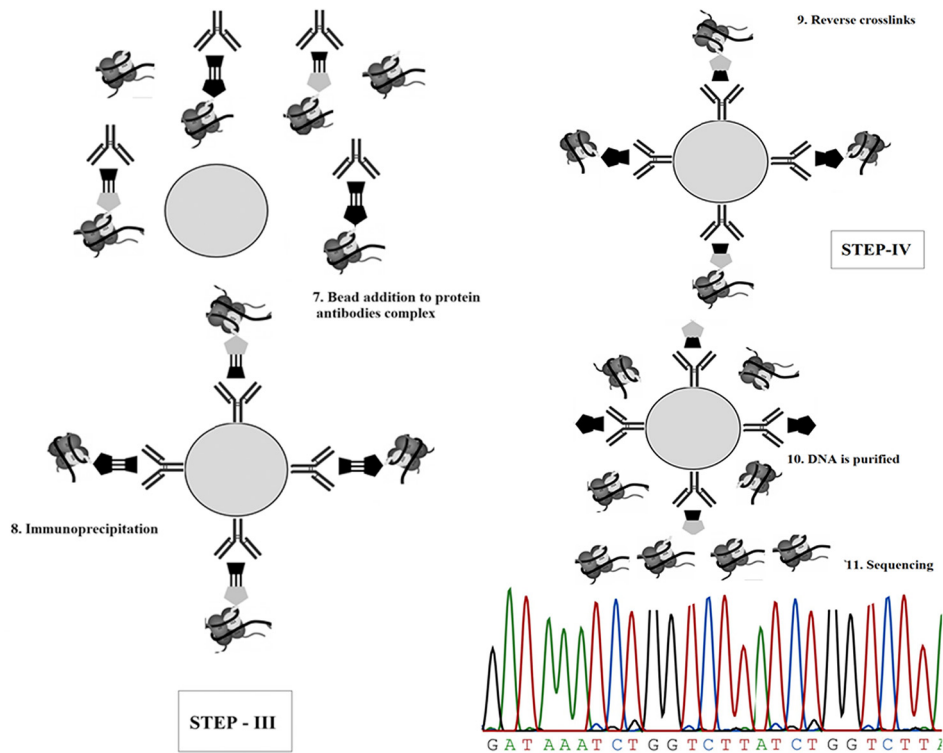 7. Bead addition to protein
antibodies complex
8. Immunoprecipitation
STEP - III
9. Reverse crosslinks
STEP-IV
10. DNA is purified
11. Sequencing
G A T A A A T C T G G T C T T A T C T G G T C T T